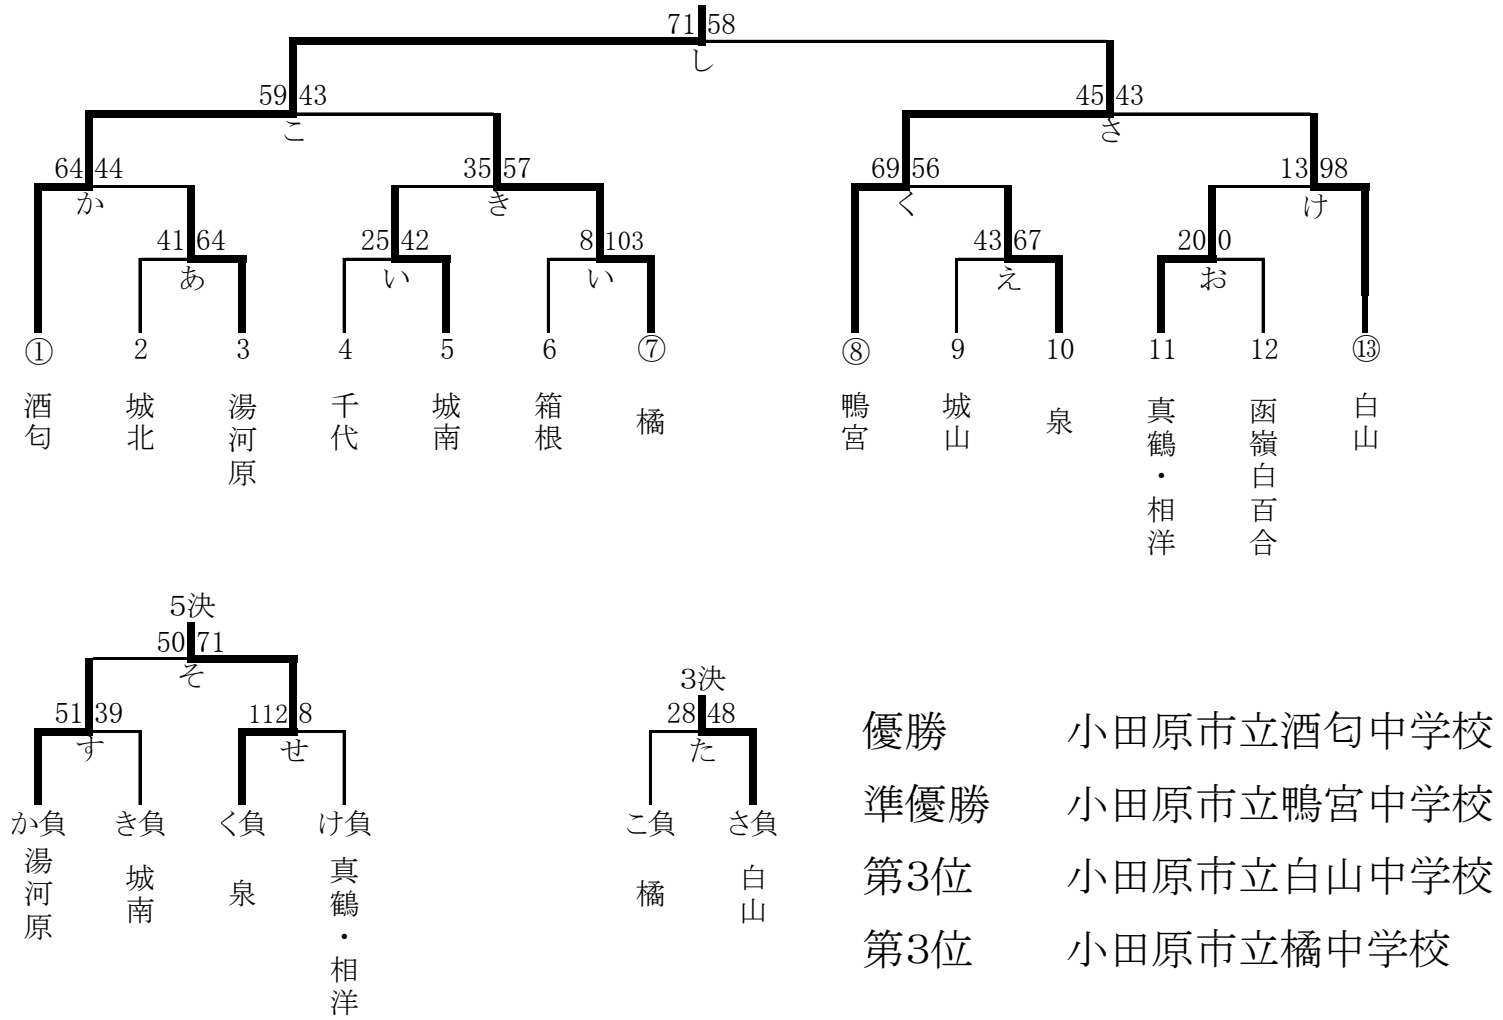 71 58
し
59 43
こ
45 43
さ
64 44
か
35 57
き
69 56
く
13 98
け
41 64
あ
25 42
い
8 103
い
43 67
え
20 0
お
① 2 3 4 5 6 ⑦ ⑧ 9 10 11 12 ⑬
酒匂
城北
湯河原
千代
城南
箱根
橘
鴨宮
城山
泉
真鶴・相洋
函嶺白百合
白山
5決
50 71
そ
51 39
す
112 8
せ
か負 き負 く負 け負
湯河原
城南
泉
真鶴・相洋
3決
28 48
た
こ負 さ負
橘
白山
優勝 小田原市立酒匂中学校
準優勝 小田原市立鴨宮中学校
第3位 小田原市立白山中学校
第3位 小田原市立橘中学校